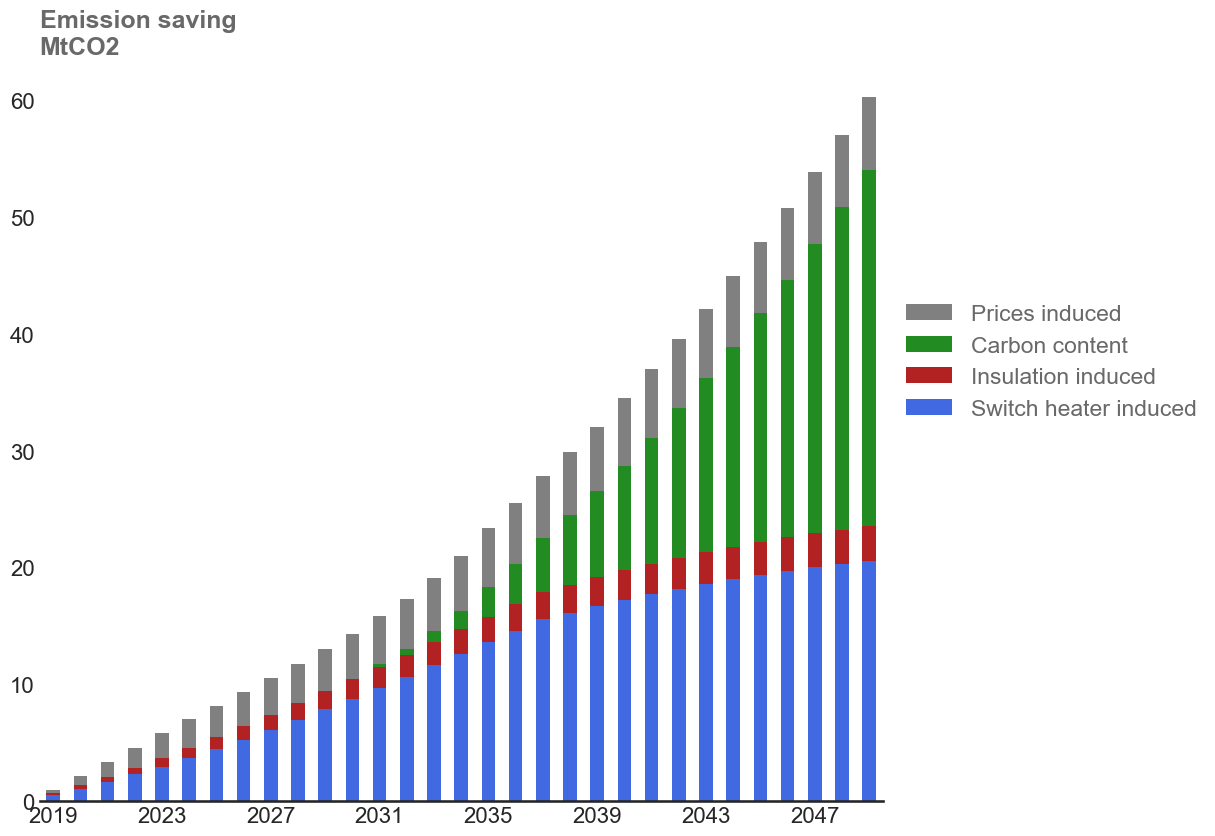 Emission saving
MtCO2
60
50
40
30
20
10
0
2019 2023 2027 2031 2035 2039 2043 2047
Prices induced
Carbon content
Insulation induced
Switch heater induced